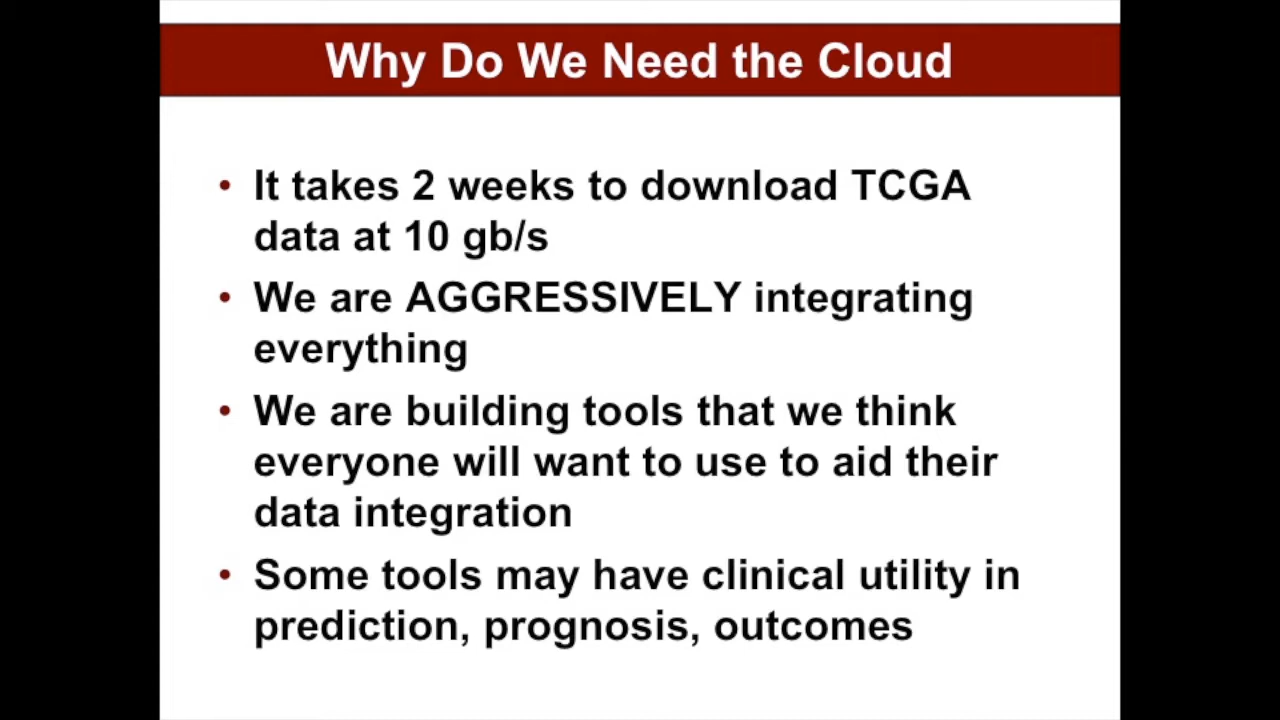 Why Do We Need the Cloud
• It takes 2 weeks to download TCGA
data at 10 gb/s
• We are AGGRESSIVELY integrating
everything
• We are building tools that we think
everyone will want to use to aid their
data integration
• Some tools may have clinical utility in
prediction, prognosis, outcomes